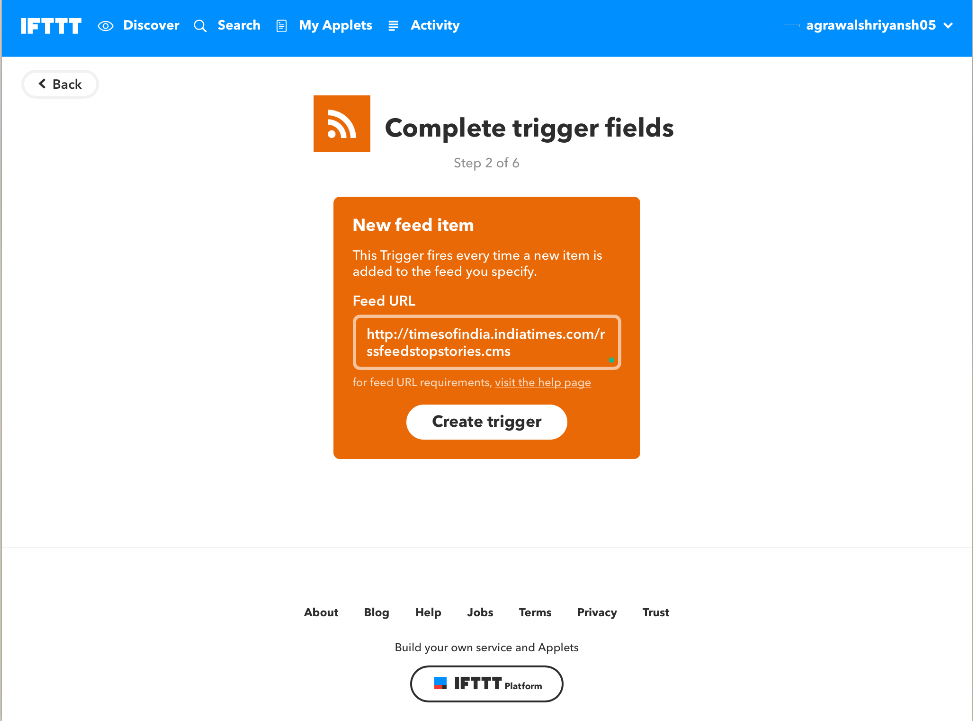 IFTTT Discover Search My Applets Activity agrawalshriyansh05
Back
Complete trigger fields
Step 2 of 6
New feed item
This Trigger fires every time a new item is
added to the feed you specify.
Feed URL
http://timesofindia.indiatimes.com/r
ssfeedstopstories.cms
for feed URL requirements, visit the help page
Create trigger
About Blog Help Jobs Terms Privacy Trust
Build your own service and Applets
IFTTT Platform